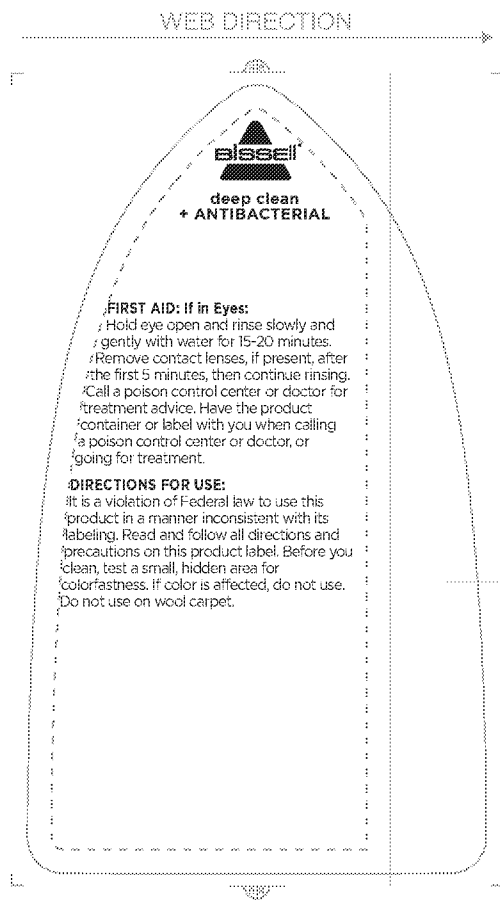 WEB DIRECTION
BISSELL
deep clean
+ ANTIBACTERIAL
FIRST AID: If in Eyes:
Hold eye open and rinse slowly and
gently with water for 15-20 minutes.
Remove contact lenses, if present, after
the first 5 minutes, then continue rinsing.
Call a poison control center or doctor for
treatment advice. Have the product
container or label with you when calling
a poison control center or doctor, or
going for treatment.
DIRECTIONS FOR USE:
It is a violation of Federal law to use this
product in a manner inconsistent with its
labeling. Read and follow all directions and
precautions on this product label. Before you
clean, test a small, hidden area for
colorfastness. If color is affected, do not use.
Do not use on wool carpet.